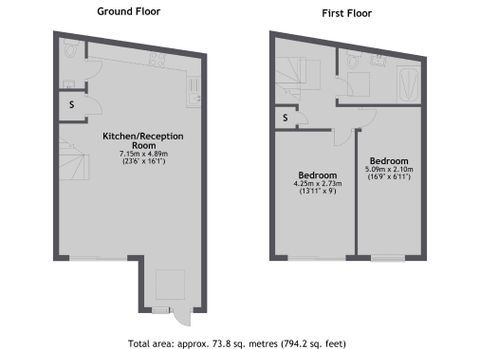 Ground Floor
First Floor
S
Kitchen/Reception
Room
7.15m x 4.89m
(23'6" x 16'1")
S
Bedroom
4.25m x 2.73m
(13'11" x 9')
Bedroom
5.09m x 2.10m
(16'9" x 6'11")
Total area: approx. 73.8 sq. metres (794.2 sq. feet)